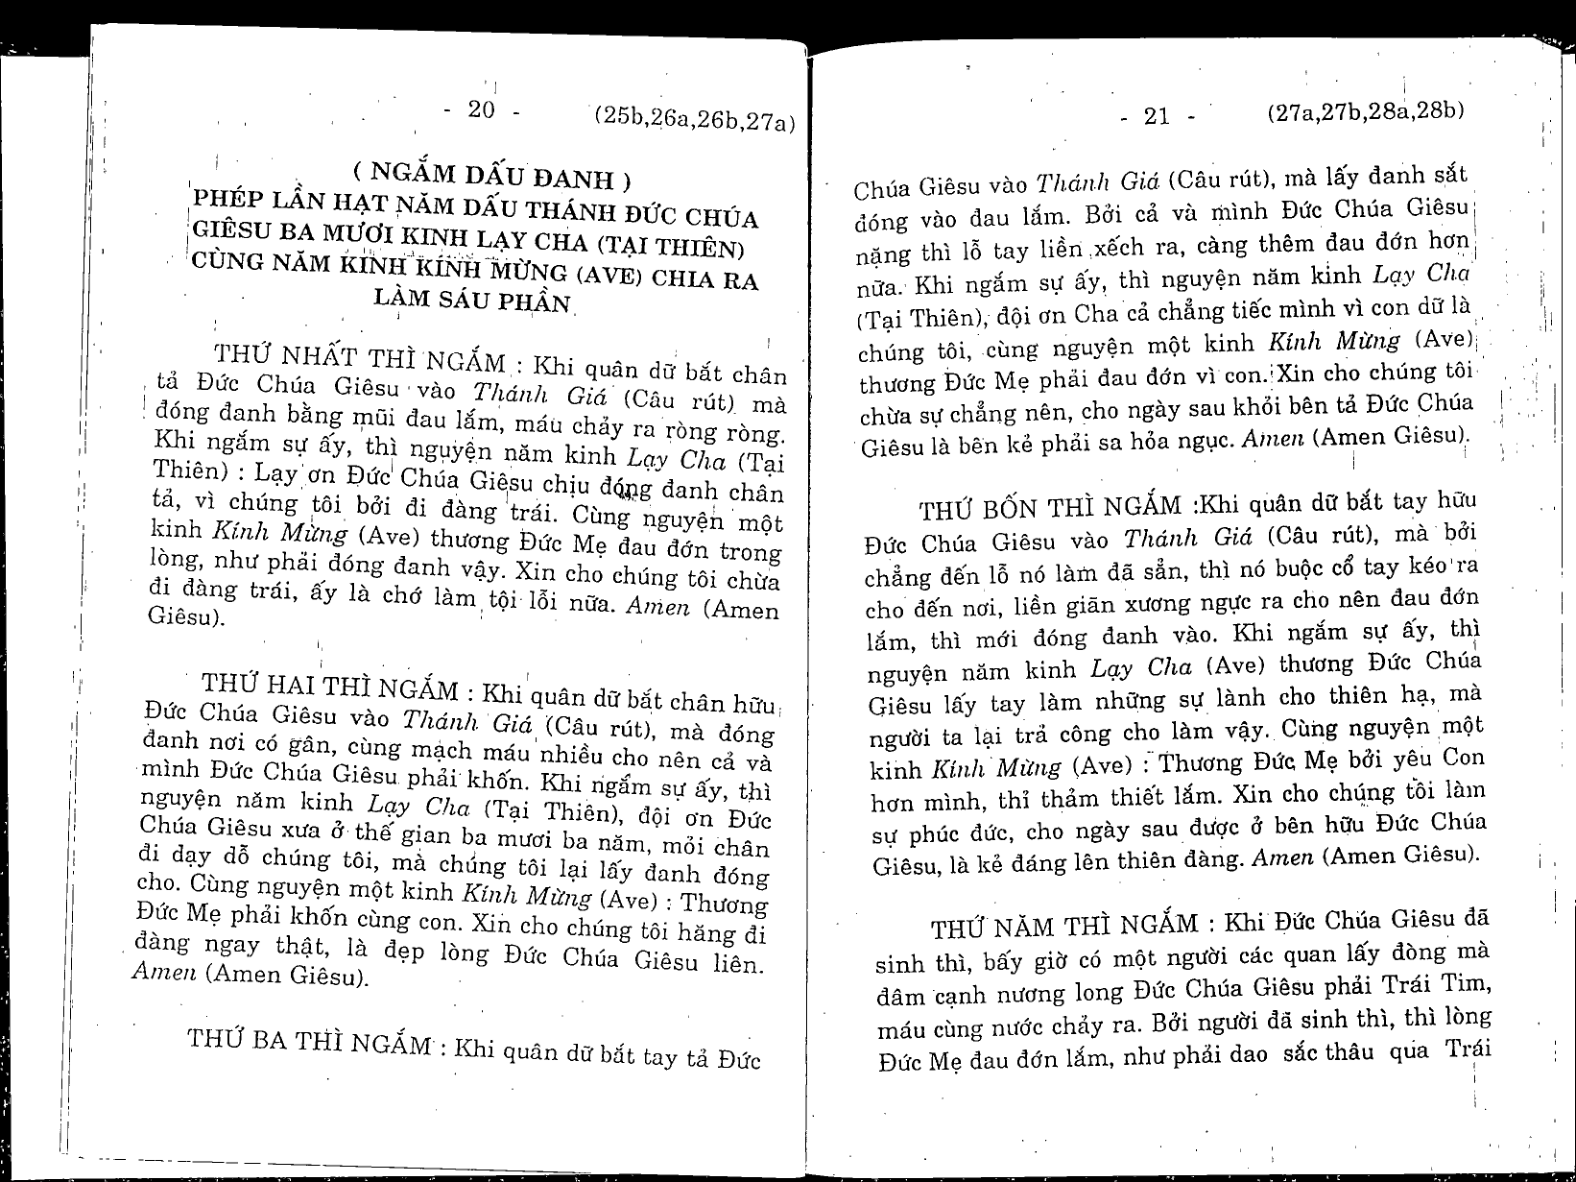 - 20 - (25b,26a,26b,27a)
( NGẮM DẤU ĐANH )
PHÉP LẦN HẠT NĂM DẤU THÁNH ĐỨC CHÚA
GIÊSU BA MƯƠI KINH LẠY CHA (TẠI THIÊN)
CÙNG NĂM KINH KÍNH MỪNG (AVE) CHIA RA
LÀM SÁU PHẦN
THỨ NHẤT THÌ NGẮM : Khi quân dữ bắt chân
tả Đức Chúa Giêsu vào Thánh Giá (Câu rút) mà
đóng đanh bằng mũi đau lắm, máu chảy ra ròng ròng.
Khi ngắm sự ấy, thì nguyện năm kinh Lạy Cha (Tại
Thiên) : Lạy ơn Đức Chúa Giêsu chịu đóng đanh chân
tả, vì chúng tôi bởi đi đàng trái. Cùng nguyện một
kinh Kính Mừng (Ave) thương Đức Mẹ đau đớn trong
lòng, như phải đóng đanh vậy. Xin cho chúng tôi chừa
đi đàng trái, ấy là chớ làm tội lỗi nữa. Amen (Amen
Giêsu).
THỨ HAI THÌ NGẮM : Khi quân dữ bắt chân hữu
Đức Chúa Giêsu vào Thánh Giá (Câu rút), mà đóng
đanh nơi có gân, cùng mạch máu nhiều cho nên cả và
mình Đức Chúa Giêsu phải khốn. Khi ngắm sự ấy, thì
nguyện năm kinh Lạy Cha (Tại Thiên), đội ơn Đức
Chúa Giêsu xưa ở thế gian ba mươi ba năm, mỏi chân
đi dạy dỗ chúng tôi, mà chúng tôi lại lấy đanh đóng
cho. Cùng nguyện một kinh Kính Mừng (Ave) : Thương
Đức Mẹ phải khốn cùng con. Xin cho chúng tôi hăng đi
đàng ngay thật, là đẹp lòng Đức Chúa Giêsu liên.
Amen (Amen Giêsu).
THỨ BA THÌ NGẮM : Khi quân dữ bắt tay tả Đức
- 21 - (27a,27b,28a,28b)
Chúa Giêsu vào Thánh Giá (Câu rút), mà lấy đanh sắt
đóng vào đau lắm. Bởi cả và mình Đức Chúa Giêsu
nặng thì lỗ tay liền xếch ra, càng thêm đau đớn hơn
nữa. Khi ngắm sự ấy, thì nguyện năm kinh Lạy Cha
(Tại Thiên), đội ơn Cha cả chẳng tiếc mình vì con dữ là
chúng tôi, cùng nguyện một kinh Kính Mừng (Ave)
thương Đức Mẹ phải đau đớn vì con. Xin cho chúng tôi
chừa sự chẳng nên, cho ngày sau khỏi bên tả Đức Chúa
Giêsu là bên kẻ phải sa hỏa ngục. Amen (Amen Giêsu).
THỨ BỐN THÌ NGẮM :Khi quân dữ bắt tay hữu
Đức Chúa Giêsu vào Thánh Giá (Câu rút), mà bởi
chẳng đến lỗ nó làm đã sẵn, thì nó buộc cổ tay kéo ra
cho đến nơi, liền giãn xương ngực ra cho nên đau đớn
lắm, thì mới đóng đanh vào. Khi ngắm sự ấy, thì
nguyện năm kinh Lạy Cha (Ave) thương Đức Chúa
Giêsu lấy tay làm những sự lành cho thiên hạ, mà
người ta lại trả công cho làm vậy. Cùng nguyện một
kinh Kính Mừng (Ave) : Thương Đức Mẹ bởi yêu Con
hơn mình, thì thảm thiết lắm. Xin cho chúng tôi làm
sự phúc đức, cho ngày sau được ở bên hữu Đức Chúa
Giêsu, là kẻ đáng lên thiên đàng. Amen (Amen Giêsu).
THỨ NĂM THÌ NGẮM : Khi Đức Chúa Giêsu đã
sinh thì, bấy giờ có một người các quan lấy đòng mà
đâm cạnh nương long Đức Chúa Giêsu phải Trái Tim,
máu cùng nước chảy ra. Bởi người đã sinh thì, thì lòng
Đức Mẹ đau đớn lắm, như phải dao sắc thâu qua Trái